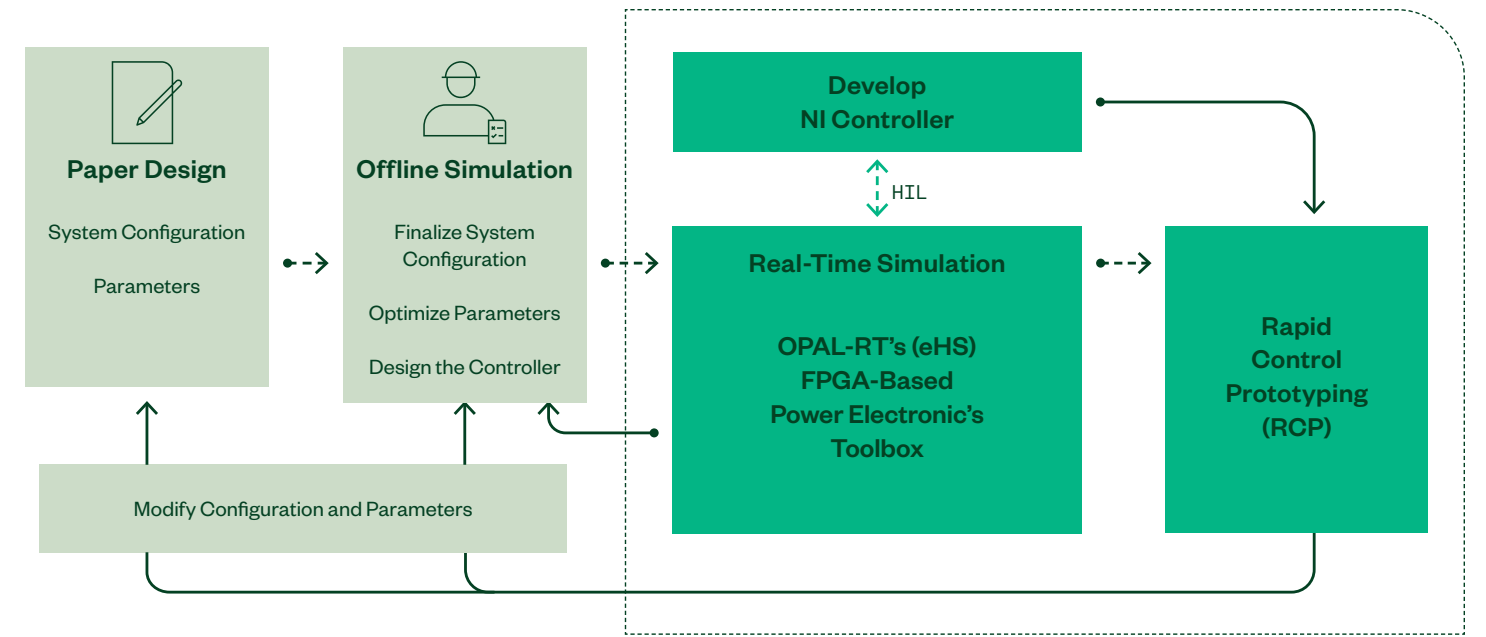 Paper Design
System Configuration
Parameters
Offline Simulation
Finalize System
Configuration
Optimize Parameters
Design the Controller
Modify Configuration and Parameters
Develop
NI Controller
HIL
Real-Time Simulation
OPAL-RT’s (eHS)
FPGA-Based
Power Electronic’s
Toolbox
Rapid
Control
Prototyping
(RCP)